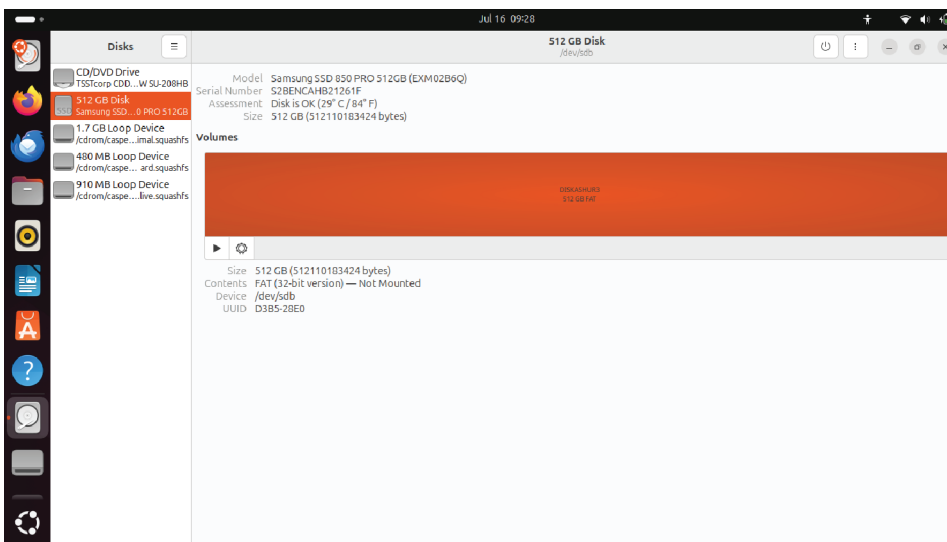 Jul 16 09:28
Disks
512 GB Disk
/dev/sdb
CD/DVD Drive
TSSTcorp CDD...W SU-208HB
512 GB Disk
Samsung SSD...0 PRO 512GB
1.7 GB Loop Device
/cdrom/caspe...imal.squashfs
480 MB Loop Device
/cdrom/caspe... ard.squashfs
910 MB Loop Device
/cdrom/caspe....live.squashfs
SSD
Model Samsung SSD 850 PRO 512GB (EXM02B6Q)
Serial Number S2BENCAHB21261F
Assessment Disk is OK (29° C / 84° F)
Size 512 GB (512110183424 bytes)
Volumes
DISKASHUR3
512 GB FAT
Size 512 GB (512110183424 bytes)
Contents FAT (32-bit version) — Not Mounted
Device /dev/sdb
UUID D3B5-28E0